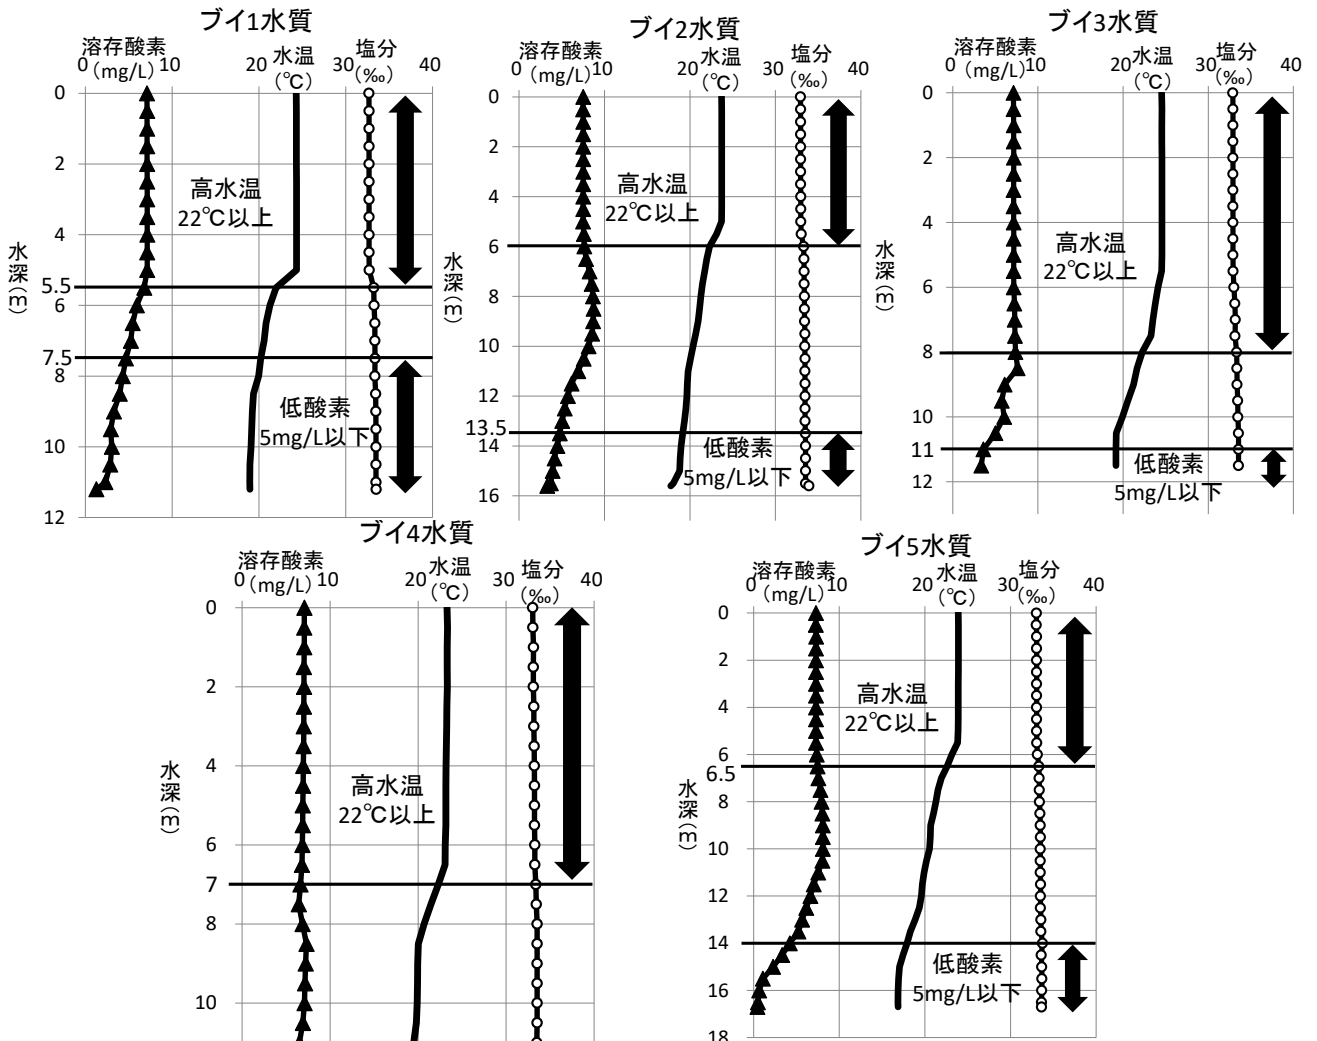 ブイ1水質
溶存酸素 水温 塩分
0 (mg/L) 10 20 (℃) 30 (‰) 40
0
2
4
5.5
6
7.5
8
10
12
水深(m)
高水温
22℃以上
低酸素
5mg/L以下
ブイ2水質
溶存酸素 水温 塩分
0 (mg/L) 10 20 (℃) 30 (‰) 40
0
2
4
6
8
10
12
13.5
14
16
水深(m)
高水温
22℃以上
低酸素
5mg/L以下
ブイ3水質
溶存酸素 水温 塩分
0 (mg/L) 10 20 (℃) 30 (‰) 40
0
2
4
6
8
10
11
12
水深(m)
高水温
22℃以上
低酸素
5mg/L以下
ブイ4水質
溶存酸素 水温 塩分
0 (mg/L) 10 20 (℃) 30 (‰) 40
0
2
4
6
7
8
10
水深(m)
高水温
22℃以上
ブイ5水質
溶存酸素 水温 塩分
0 (mg/L) 10 20 (℃) 30 (‰) 40
0
2
4
6
6.5
8
10
12
14
16
18
水深(m)
高水温
22℃以上
低酸素
5mg/L以下